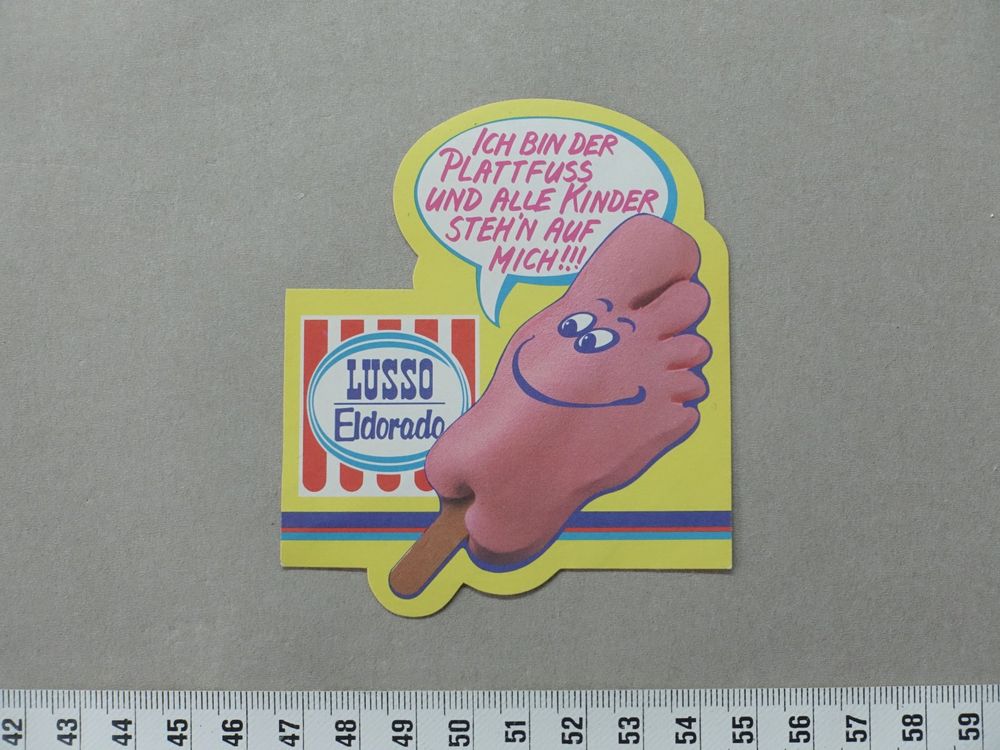 ICH BIN DER
PLATTFUSS
UND ALLE KINDER
STEH'N AUF
MICH!!!
LUSSO
Eldorado
42 43 44 45 46 47 48 49 50 51 52 53 54 55 56 57 58 59